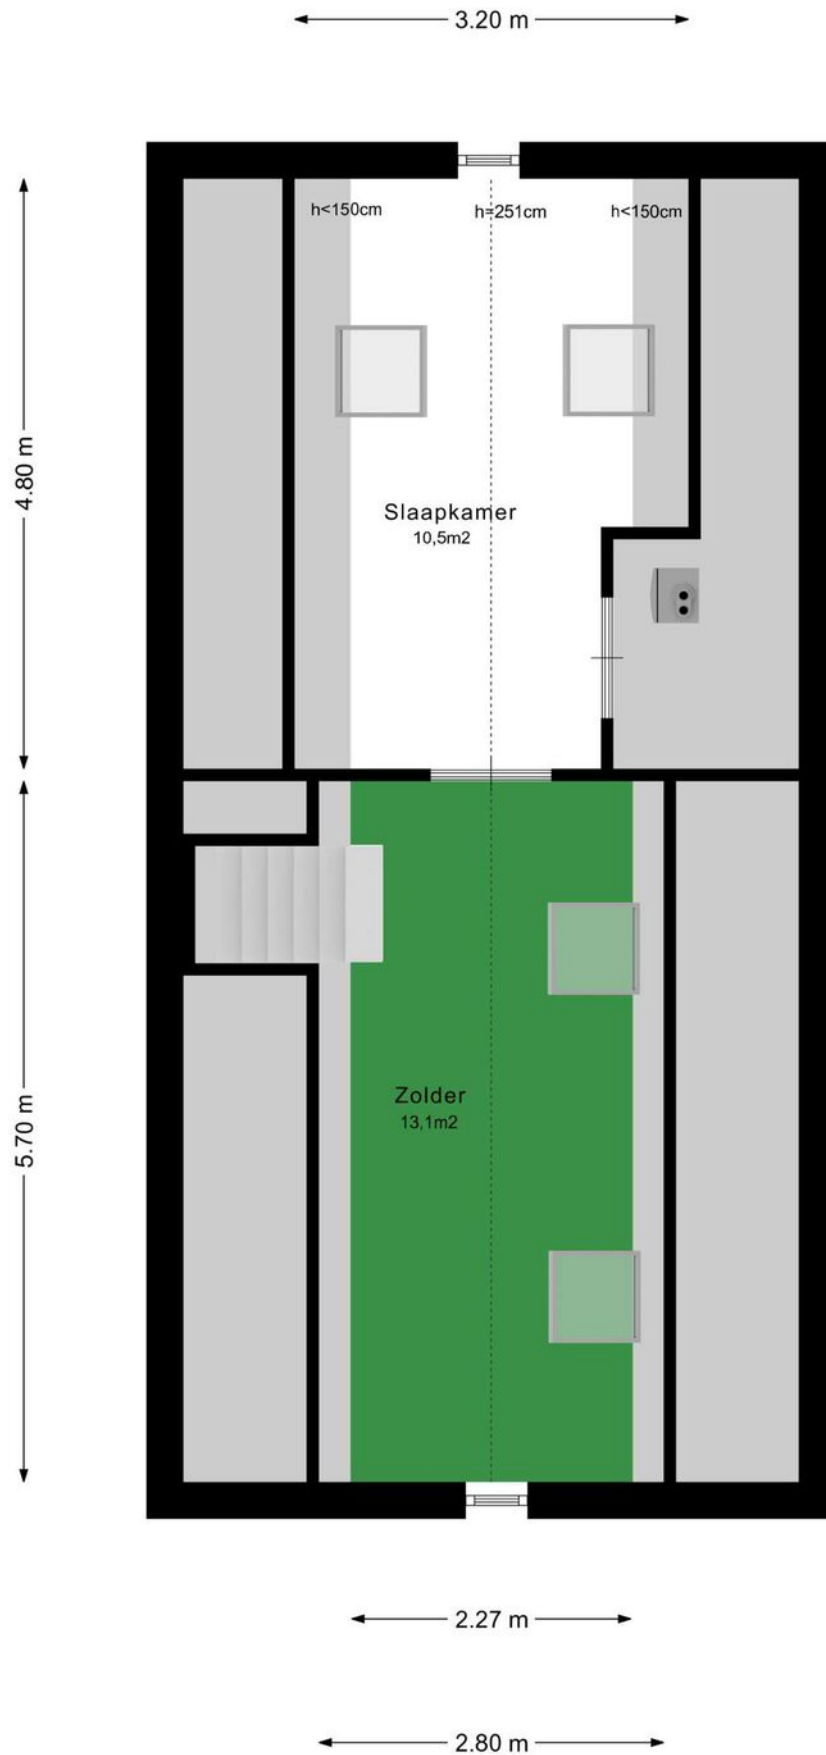 3.20 m
h<150cm
h=251cm
h<150cm
4.80 m
Slaapkamer
10,5m2
5.70 m
Zolder
13,1m2
2.27 m
2.80 m